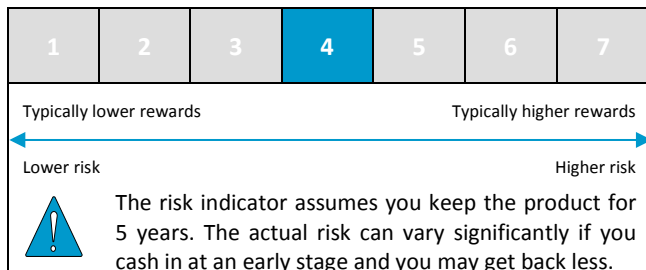 1 2 3 4 5 6 7
Typically lower rewards Typically higher rewards
Lower risk Higher risk
The risk indicator assumes you keep the product for
5 years. The actual risk can vary significantly if you
cash in at an early stage and you may get back less.